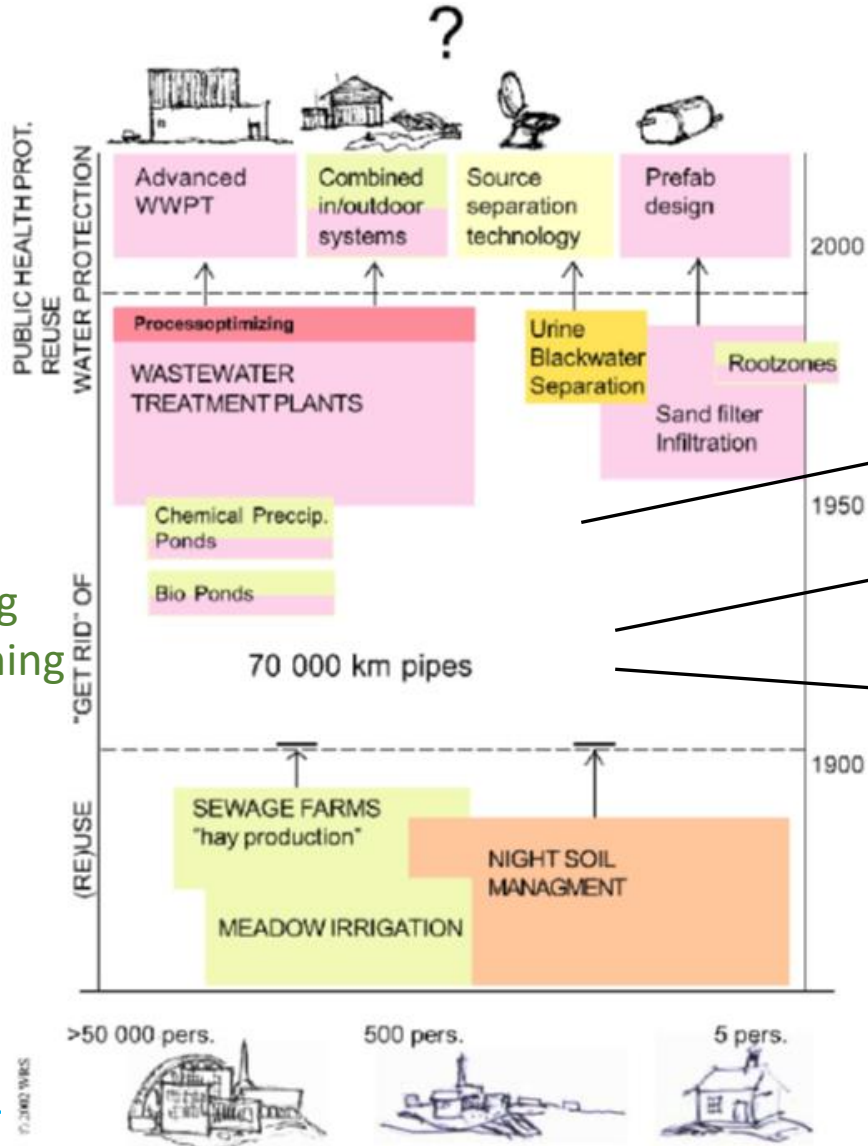 ?
PUBLIC HEALTH PROT.
REUSE
WATER PROTECTION
Advanced
WWPT
Combined
in/outdoor
systems
Source
separation
technology
Prefab
design
2000
Processoptimizing
WASTEWATER
TREATMENT PLANTS
Urine
Blackwater
Separation
Rootzones
Sand filter
Infiltration
1950
Chemical Preccip.
Ponds
Bio Ponds
"GET RID" OF
70 000 km pipes
1900
(RE)USE
SEWAGE FARMS
"hay production"
NIGHT SOIL
MANAGMENT
MEADOW IRRIGATION
>50 000 pers.
500 pers.
5 pers.
© 2002 WRS